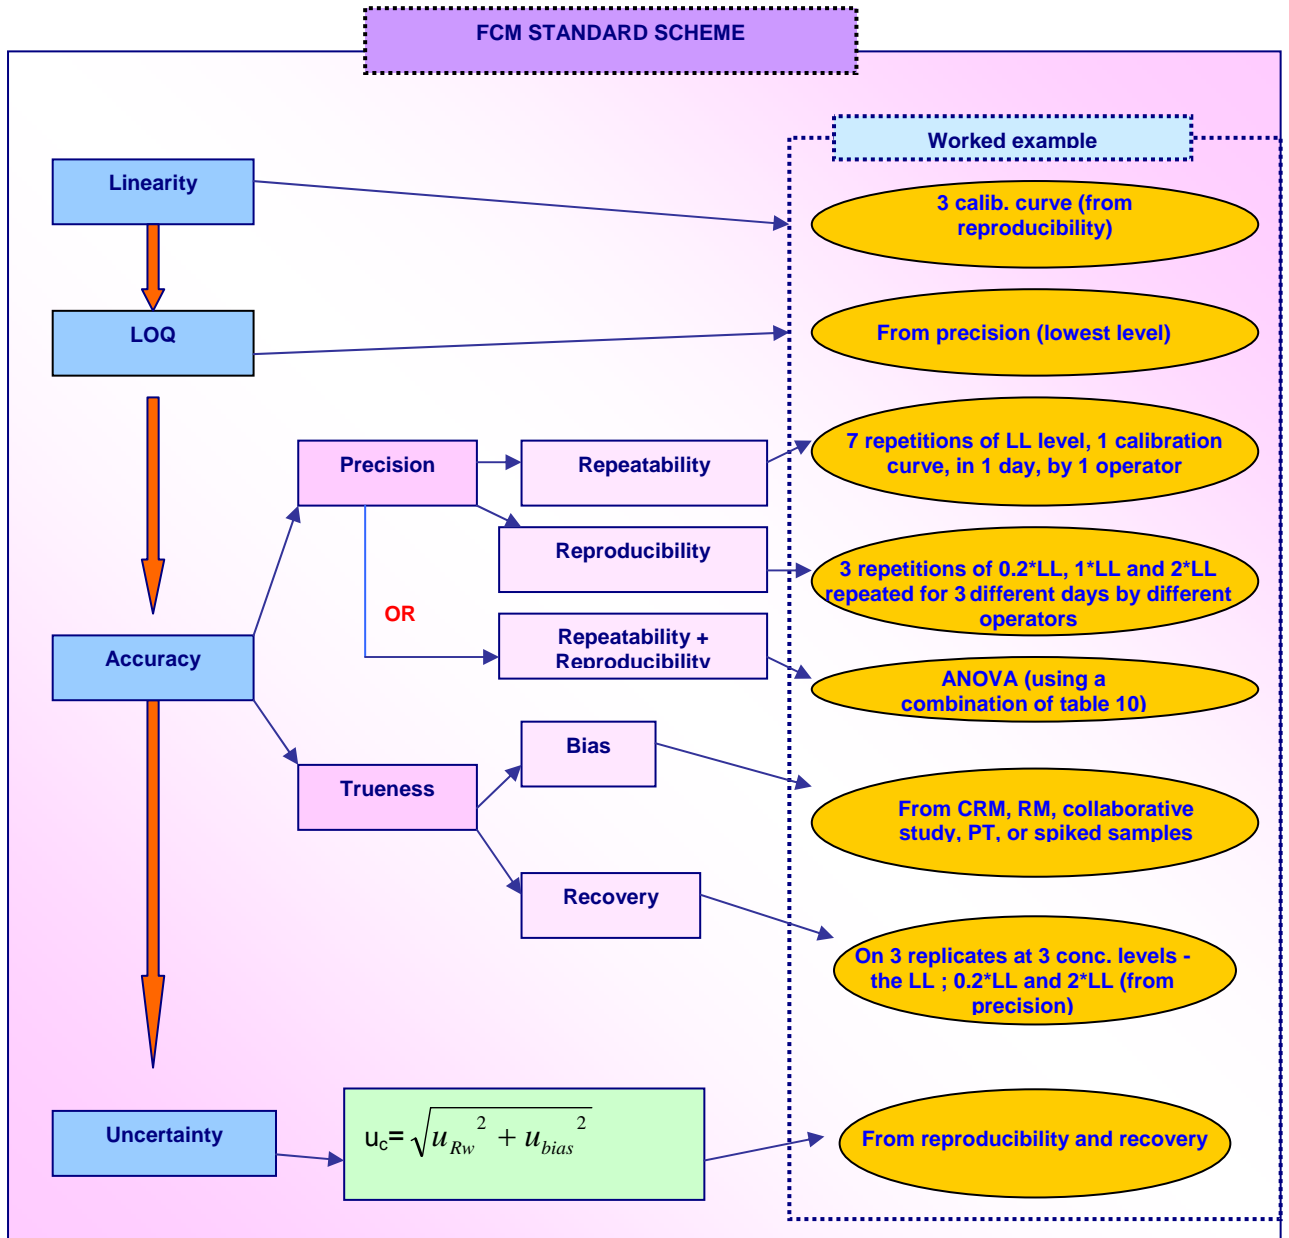 FCM STANDARD SCHEME
Worked example
Linearity
3 calib. curve (from
reproducibility)
LOQ
From precision (lowest level)
Precision
Repeatability
7 repetitions of LL level, 1 calibration
curve, in 1 day, by 1 operator
Reproducibility
3 repetitions of 0.2*LL, 1*LL and 2*LL
repeated for 3 different days by different
operators
OR
Repeatability +
Reproducibility
ANOVA (using a
combination of table 10)
Accuracy
Trueness
Bias
From CRM, RM, collaborative
study, PT, or spiked samples
Recovery
On 3 replicates at 3 conc. levels -
the LL ; 0.2*LL and 2*LL (from
precision)
Uncertainty
u_c=√(u_Rw² + u_bias²)
From reproducibility and recovery